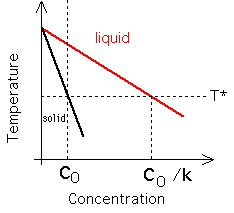 Temperature
liquid
solid
T*
C₀ C₀ /k
Concentration